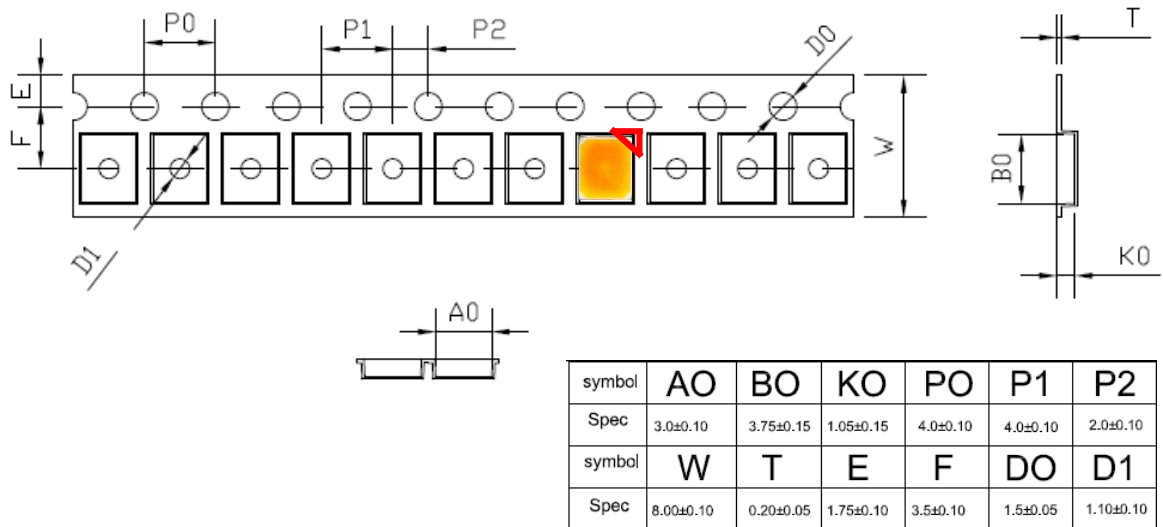 P0 P1 P2 D0 T
E
F
W
B0
D1
K0
A0
symbol AO BO KO PO P1 P2
Spec 3.0±0.10 3.75±0.15 1.05±0.15 4.0±0.10 4.0±0.10 2.0±0.10
symbol W T E F DO D1
Spec 8.00±0.10 0.20±0.05 1.75±0.10 3.5±0.10 1.5±0.05 1.10±0.10